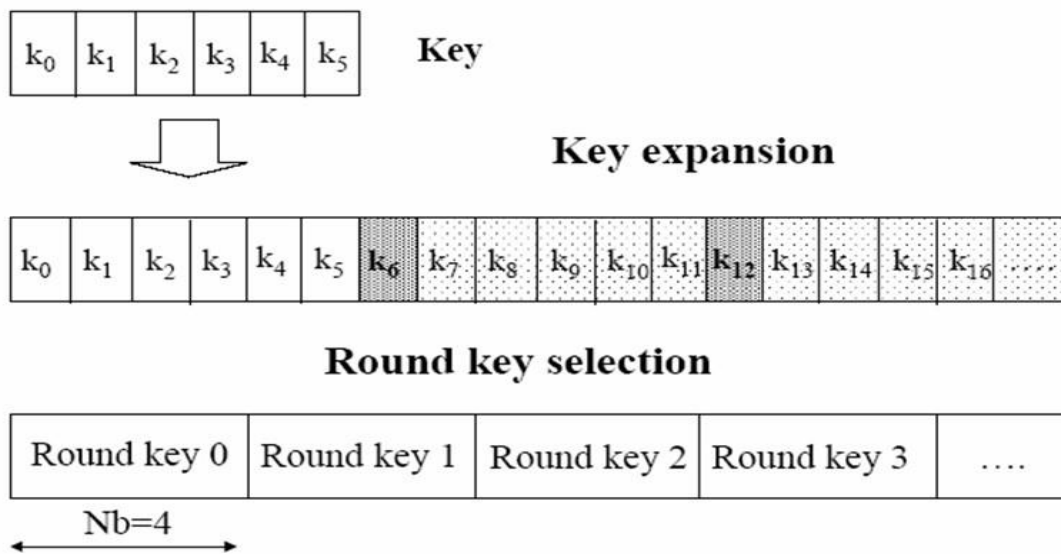 k₀ k₁ k₂ k₃ k₄ k₅ Key
Key expansion
k₀ k₁ k₂ k₃ k₄ k₅ k₆ k₇ k₈ k₉ k₁₀ k₁₁ k₁₂ k₁₃ k₁₄ k₁₅ k₁₆ ....
Round key selection
Round key 0 Round key 1 Round key 2 Round key 3 ....
Nb=4